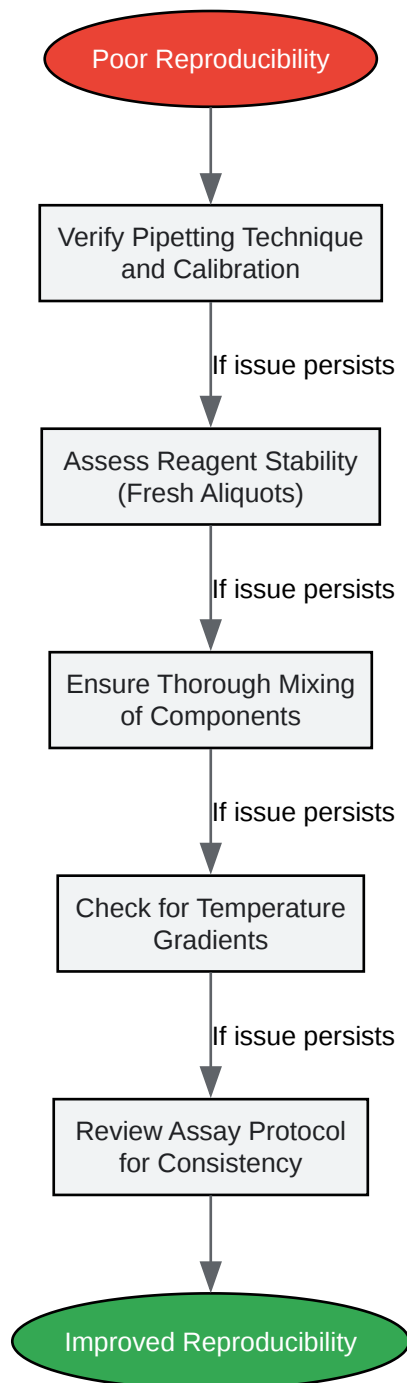 Poor Reproducibility
Verify Pipetting Technique
and Calibration
If issue persists
Assess Reagent Stability
(Fresh Aliquots)
If issue persists
Ensure Thorough Mixing
of Components
If issue persists
Check for Temperature
Gradients
If issue persists
Review Assay Protocol
for Consistency
Improved Reproducibility